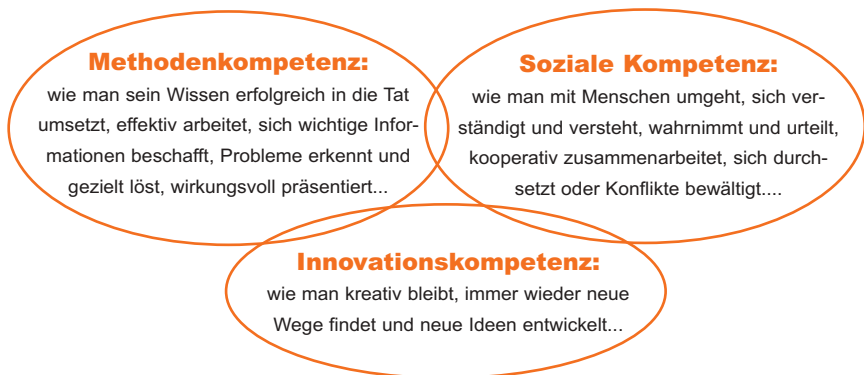 Methodenkompetenz:
wie man sein Wissen erfolgreich in die Tat
umsetzt, effektiv arbeitet, sich wichtige Infor-
mationen beschafft, Probleme erkennt und
gezielt löst, wirkungsvoll präsentiert...
Soziale Kompetenz:
wie man mit Menschen umgeht, sich ver-
ständigt und versteht, wahrnimmt und urteilt,
kooperativ zusammenarbeitet, sich durch-
setzt oder Konflikte bewältigt....
Innovationskompetenz:
wie man kreativ bleibt, immer wieder neue
Wege findet und neue Ideen entwickelt...